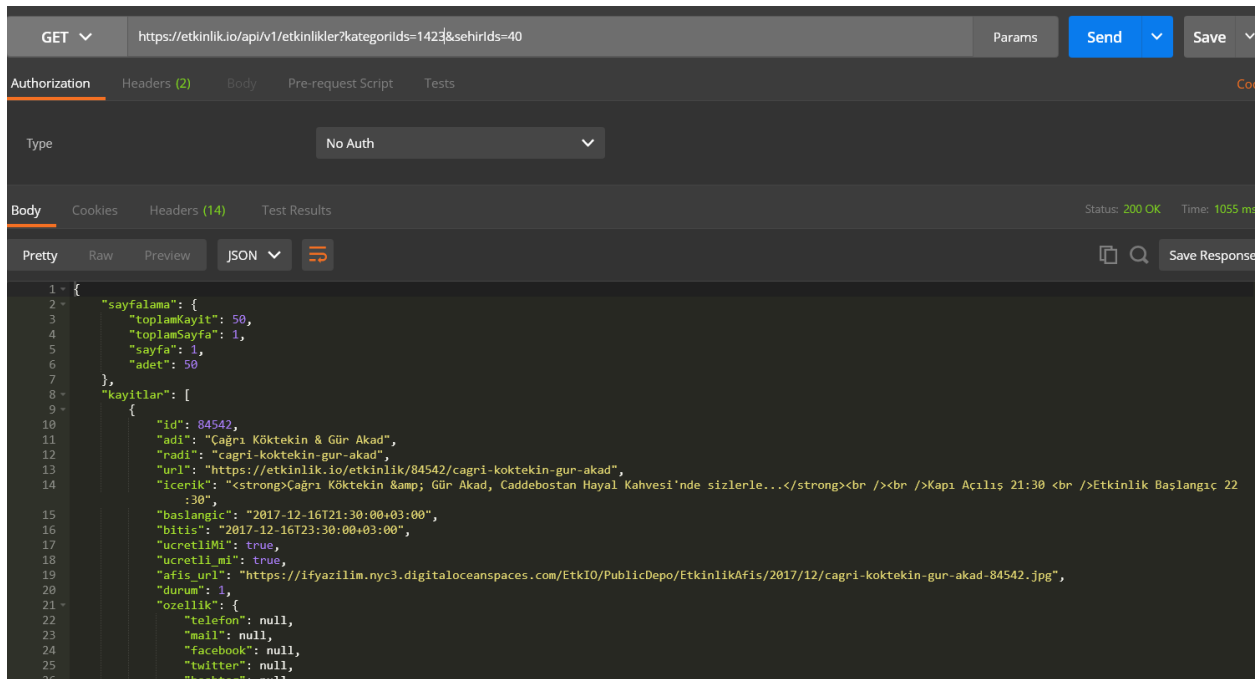 GET https://etkinlik.io/api/v1/etkinlikler?kategoriIds=1423&sehirIds=40 Params Send Save
Authorization Headers (2) Body Pre-request Script Tests
Type No Auth
Body Cookies Headers (14) Test Results Status: 200 OK Time: 1055 ms
Pretty Raw Preview JSON Save Response
1 {
2 "sayfalama": {
3 "toplamKayit": 50,
4 "toplamSayfa": 1,
5 "sayfa": 1,
6 "adet": 50
7 },
8 "kayitlar": [
9 {
10 "id": 84542,
11 "adi": "Çağrı Köktekin & Gür Akad",
12 "radi": "cagri-koktekin-gur-akad",
13 "url": "https://etkinlik.io/etkinlik/84542/cagri-koktekin-gur-akad",
14 "icerik": "<strong>Çağrı Köktekin &amp; Gür Akad, Caddebostan Hayal Kahvesi'nde sizlerle...</strong><br /><br />Kapı Açılış 21:30 <br />Etkinlik Başlangıç 22
:30",
15 "baslangic": "2017-12-16T21:30:00+03:00",
16 "bitis": "2017-12-16T23:30:00+03:00",
17 "ucretliMi": true,
18 "ucretli_mi": true,
19 "afis_url": "https://ifyazilim.nyc3.digitaloceanspaces.com/EtkIO/PublicDepo/EtkinlikAfis/2017/12/cagri-koktekin-gur-akad-84542.jpg",
20 "durum": 1,
21 "ozellik": {
22 "telefon": null,
23 "mail": null,
24 "facebook": null,
25 "twitter": null,